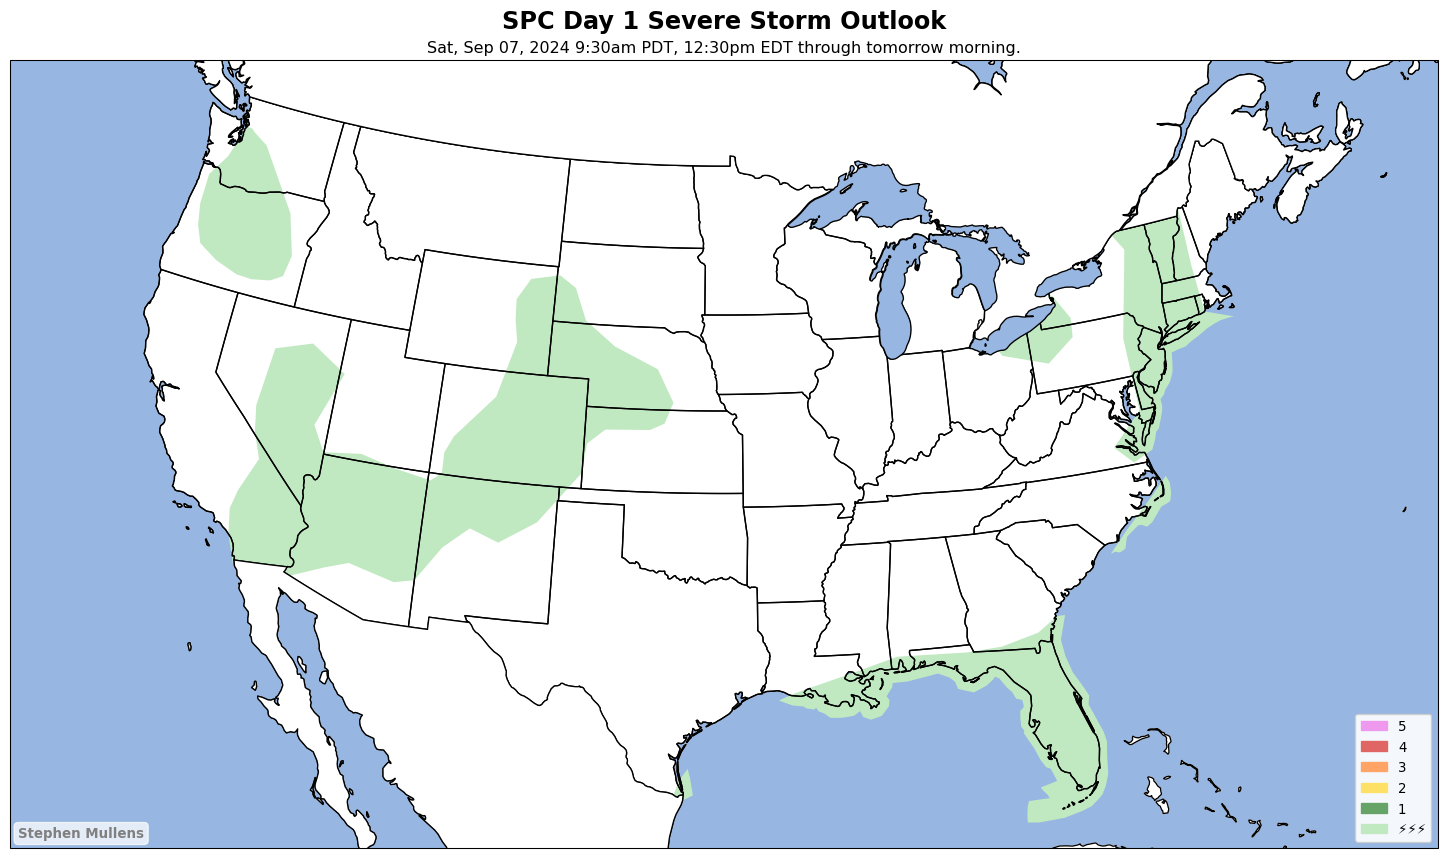 SPC Day 1 Severe Storm Outlook
Sat, Sep 07, 2024 9:30am PDT, 12:30pm EDT through tomorrow morning.
5
4
3
2
1
⚡⚡⚡
Stephen Mullens